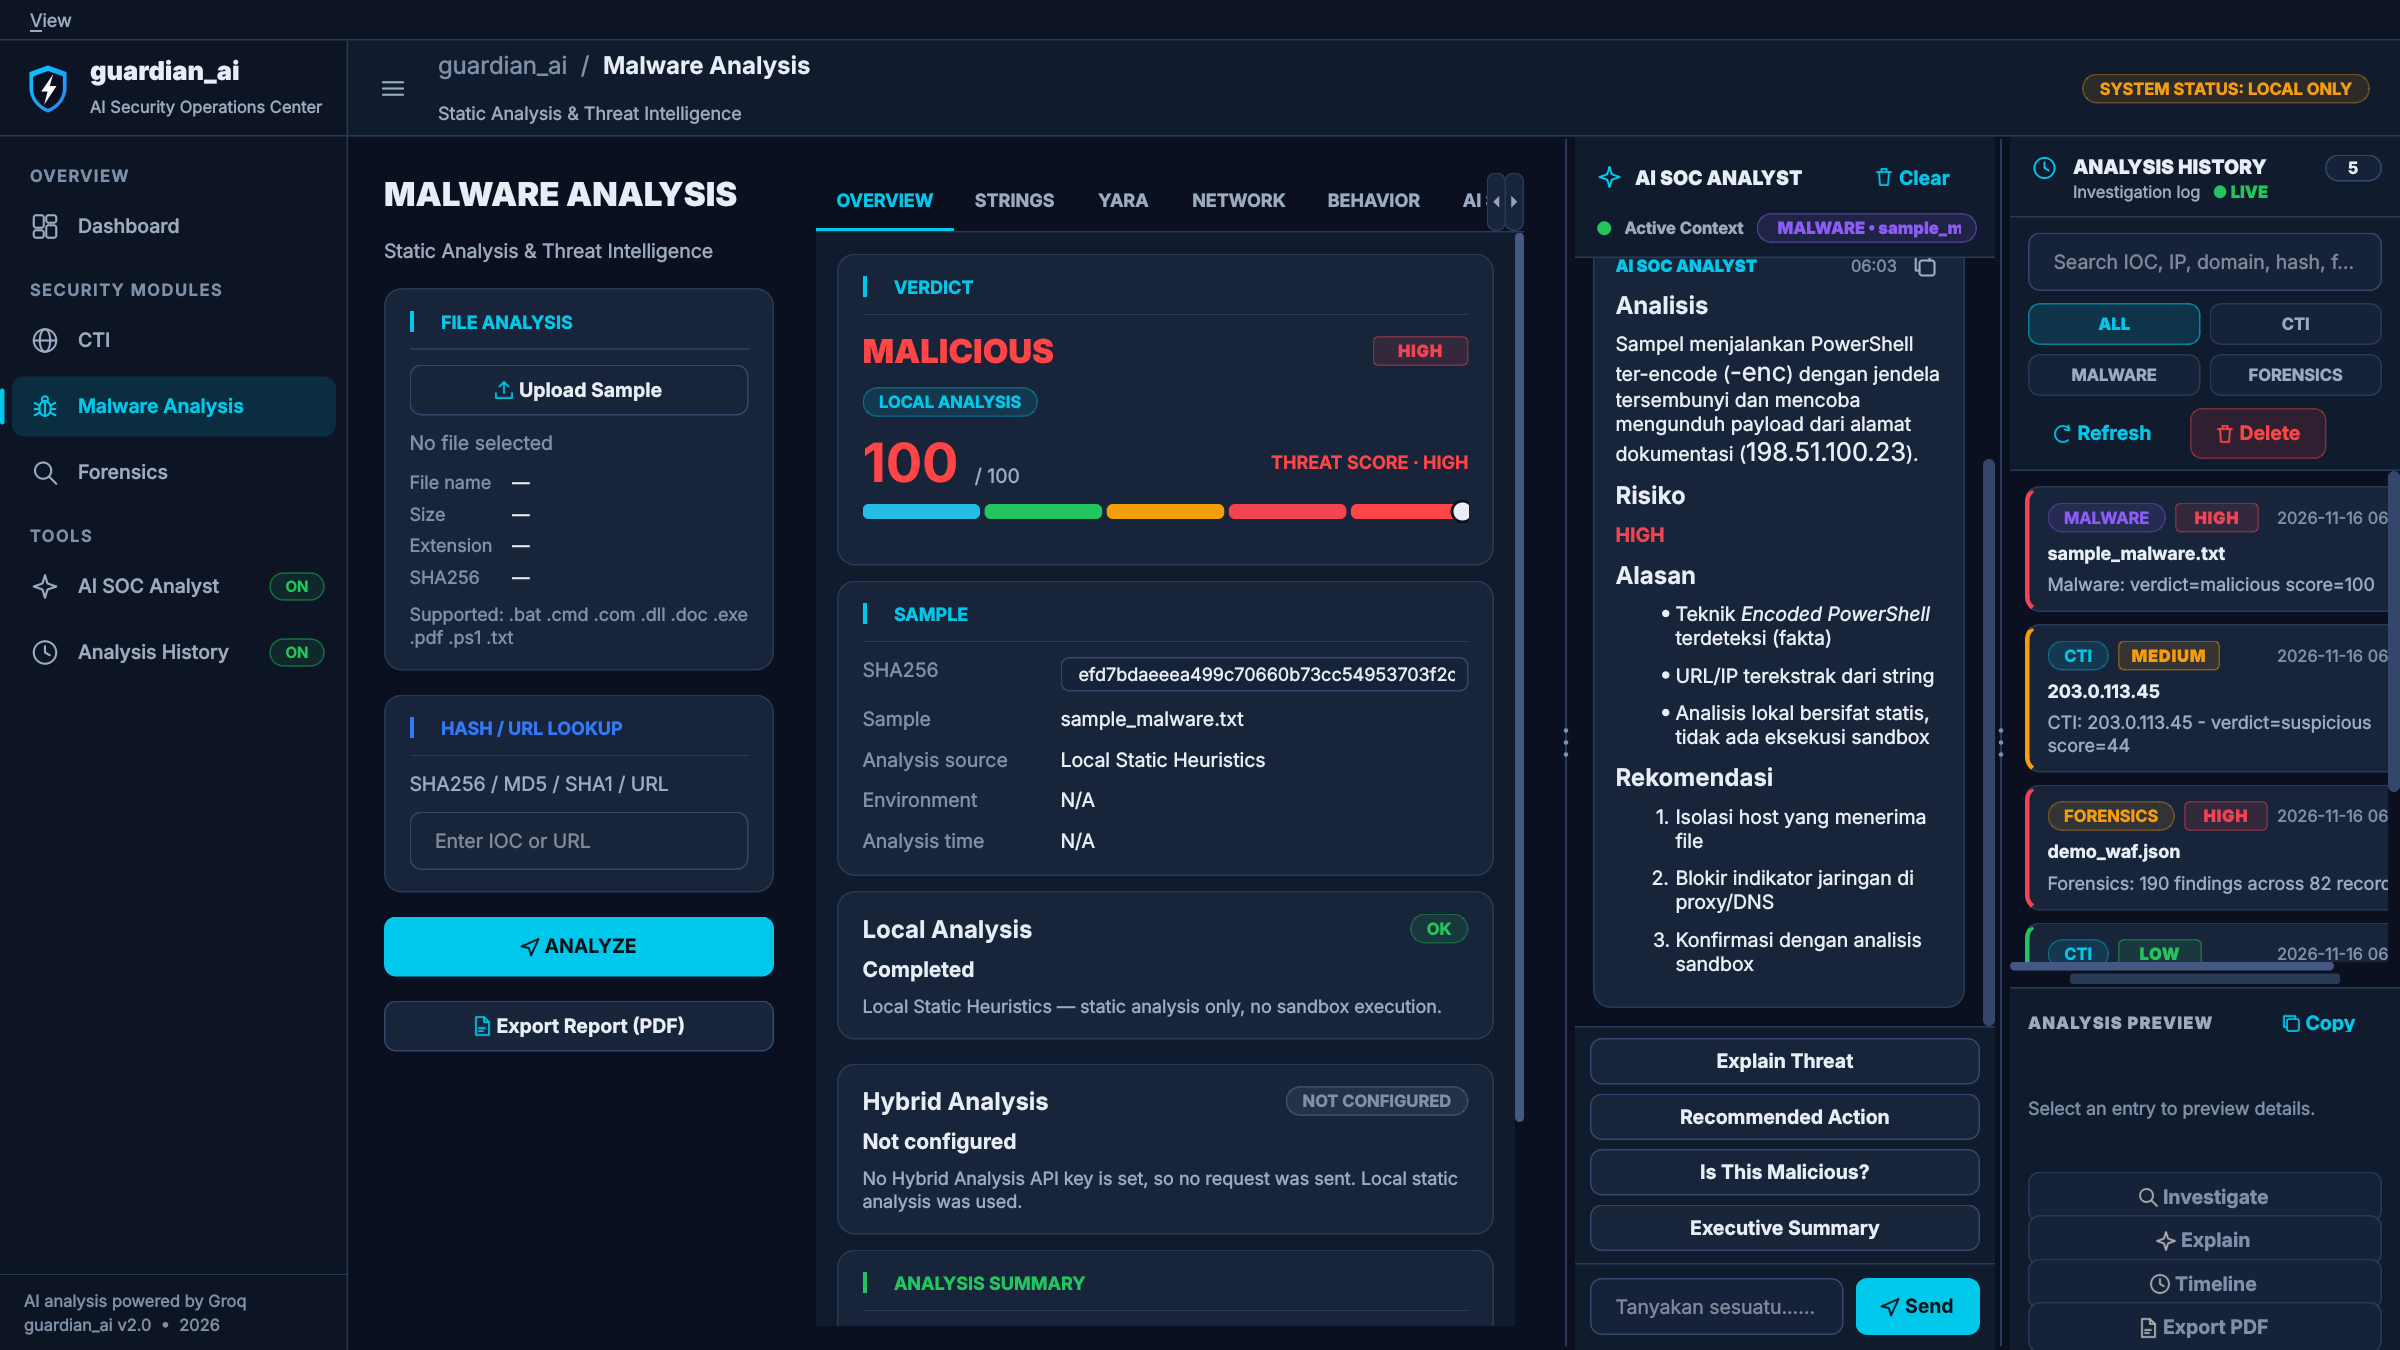 View
guardian_ai
AI Security Operations Center
OVERVIEW
Dashboard
SECURITY MODULES
CTI
Malware Analysis
Forensics
TOOLS
AI SOC Analyst ON
Analysis History ON
AI analysis powered by Groq
guardian_ai v2.0 • 2026
guardian_ai / Malware Analysis
Static Analysis & Threat Intelligence
SYSTEM STATUS: LOCAL ONLY
MALWARE ANALYSIS
Static Analysis & Threat Intelligence
FILE ANALYSIS
Upload Sample
No file selected
File name —
Size —
Extension —
SHA256 —
Supported: .bat .cmd .com .dll .doc .exe
.pdf .ps1 .txt
HASH / URL LOOKUP
SHA256 / MD5 / SHA1 / URL
Enter IOC or URL
ANALYZE
Export Report (PDF)
OVERVIEW STRINGS YARA NETWORK BEHAVIOR AI
VERDICT
MALICIOUS HIGH
LOCAL ANALYSIS
100 / 100 THREAT SCORE · HIGH
SAMPLE
SHA256 efd7bdaeeea499c70660b73cc54953703f2c
Sample sample_malware.txt
Analysis source Local Static Heuristics
Environment N/A
Analysis time N/A
Local Analysis OK
Completed
Local Static Heuristics — static analysis only, no sandbox execution.
Hybrid Analysis NOT CONFIGURED
Not configured
No Hybrid Analysis API key is set, so no request was sent. Local static
analysis was used.
ANALYSIS SUMMARY
AI SOC ANALYST Clear
Active Context MALWARE • sample_m
AI SOC ANALYST 06:03
Analisis
Sampel menjalankan PowerShell
ter-encode (-enc) dengan jendela
tersembunyi dan mencoba
mengunduh payload dari alamat
dokumentasi (198.51.100.23).
Risiko
HIGH
Alasan
• Teknik Encoded PowerShell
terdeteksi (fakta)
• URL/IP terekstrak dari string
• Analisis lokal bersifat statis,
tidak ada eksekusi sandbox
Rekomendasi
1. Isolasi host yang menerima
file
2. Blokir indikator jaringan di
proxy/DNS
3. Konfirmasi dengan analisis
sandbox
Explain Threat
Recommended Action
Is This Malicious?
Executive Summary
Tanyakan sesuatu...... Send
ANALYSIS HISTORY 5
Investigation log LIVE
Search IOC, IP, domain, hash, f...
ALL CTI
MALWARE FORENSICS
Refresh Delete
MALWARE HIGH 2026-11-16 06
sample_malware.txt
Malware: verdict=malicious score=100
CTI MEDIUM 2026-11-16 06
203.0.113.45
CTI: 203.0.113.45 - verdict=suspicious
score=44
FORENSICS HIGH 2026-11-16 06
demo_waf.json
Forensics: 190 findings across 82 record
CTI LOW 2026-11-16 06
ANALYSIS PREVIEW Copy
Select an entry to preview details.
Investigate
Explain
Timeline
Export PDF